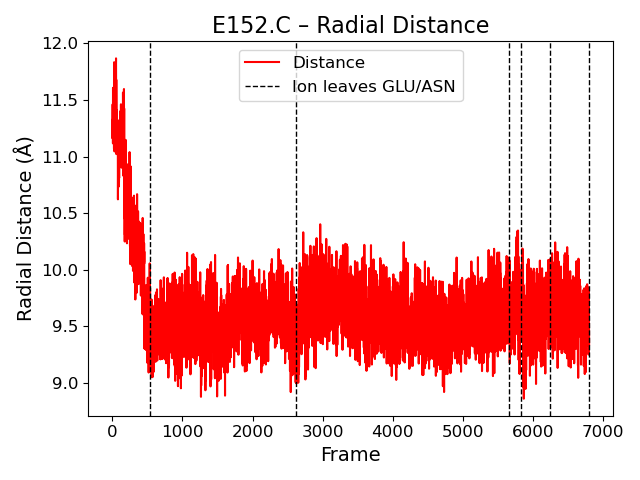 E152.C – Radial Distance
Distance
Ion leaves GLU/ASN
Radial Distance (Å)
12.0
11.5
11.0
10.5
10.0
9.5
9.0
0 1000 2000 3000 4000 5000 6000 7000
Frame